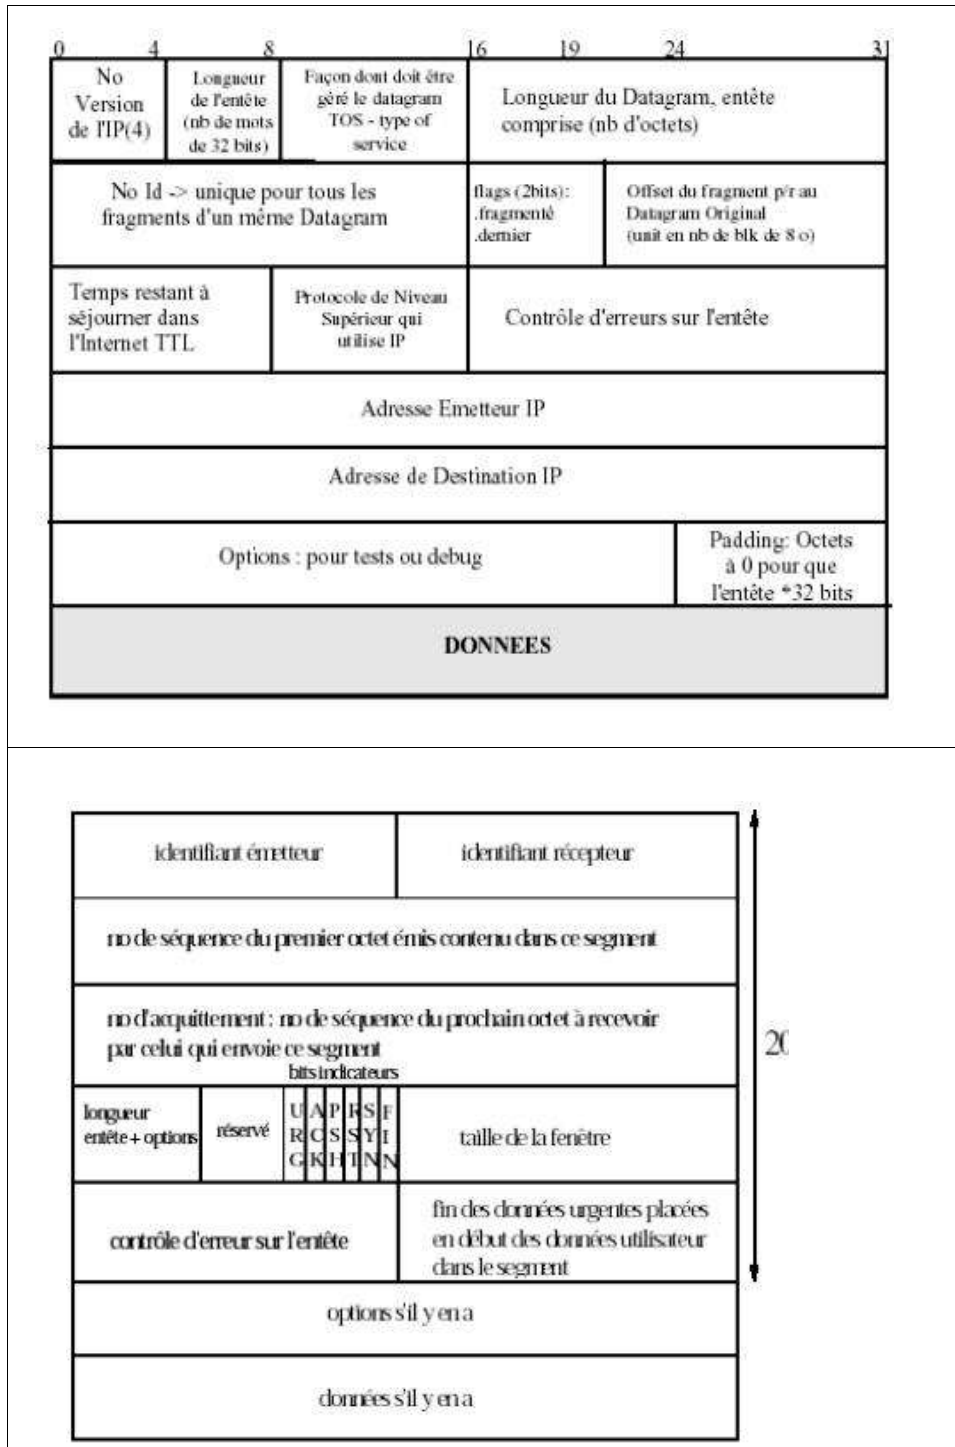 0 4 8 16 19 24 31
No
Version
de l'IP(4)
Longueur
de l'entête
(nb de mots
de 32 bits)
Façon dont doit être
géré le datagram
TOS - type of
service
Longueur du Datagram, entête
comprise (nb d'octets)
No Id -> unique pour tous les
fragments d'un même Datagram
flags (2bits):
.fragmenté
.dernier
Offset du fragment p/r au
Datagram Original
(unit en nb de blk de 8 o)
Temps restant à
séjourner dans
l'Internet TTL
Protocole de Niveau
Supérieur qui
utilise IP
Contrôle d'erreurs sur l'entête
Adresse Emetteur IP
Adresse de Destination IP
Options : pour tests ou debug
Padding: Octets
à 0 pour que
l'entête *32 bits
DONNEES
identifiant émetteur
identifiant récepteur
no de séquence du premier octet émis contenu dans ce segment
no d'acquittement : no de séquence du prochain octet à recevoir
par celui qui envoie ce segment
20
bits indicateurs
longueur
entête + options
réservé
URG
ACK
PSH
RST
SYN
FIN
taille de la fenêtre
contrôle d'erreur sur l'entête
fin des données urgentes placées
en début des données utilisateur
dans le segment
options s'il y en a
données s'il y en a